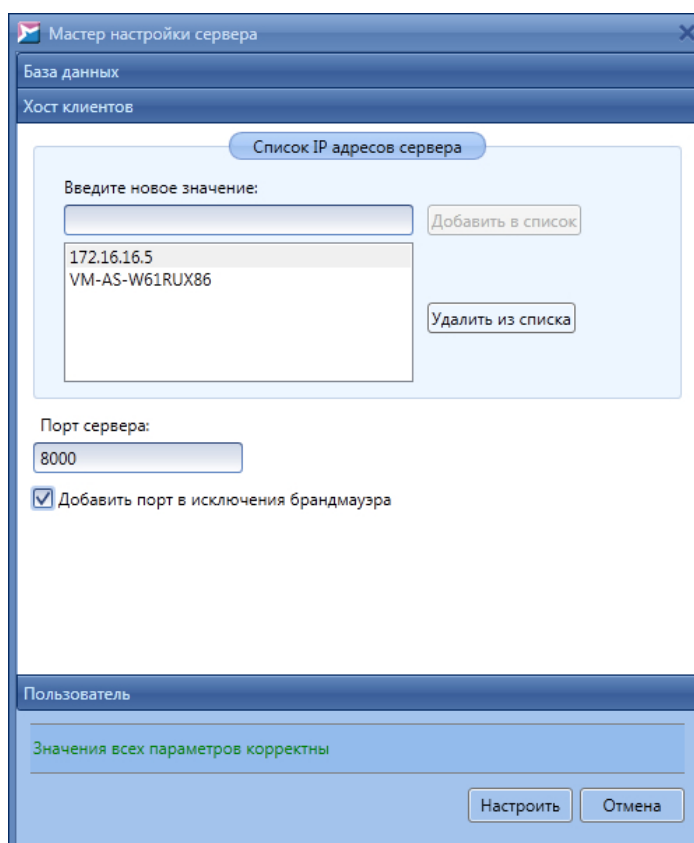 Мастер настройки сервера
База данных
Хост клиентов
Список IP адресов сервера
Введите новое значение:
Добавить в список
172.16.16.5
VM-AS-W61RUX86
Удалить из списка
Порт сервера:
8000
Добавить порт в исключения брандмауэра
Пользователь
Значения всех параметров корректны
Настроить Отмена